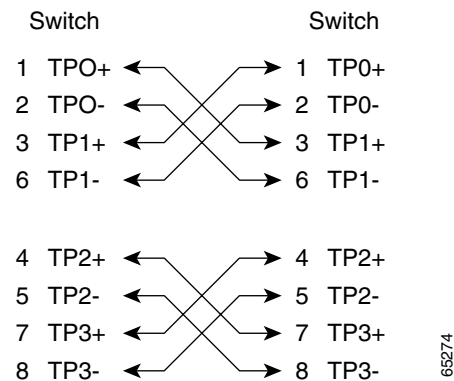 Switch Switch
1 TPO+ 1 TP0+
2 TPO- 2 TP0-
3 TP1+ 3 TP1+
6 TP1- 6 TP1-
4 TP2+ 4 TP2+
5 TP2- 5 TP2-
7 TP3+ 7 TP3+
8 TP3- 8 TP3-
65274